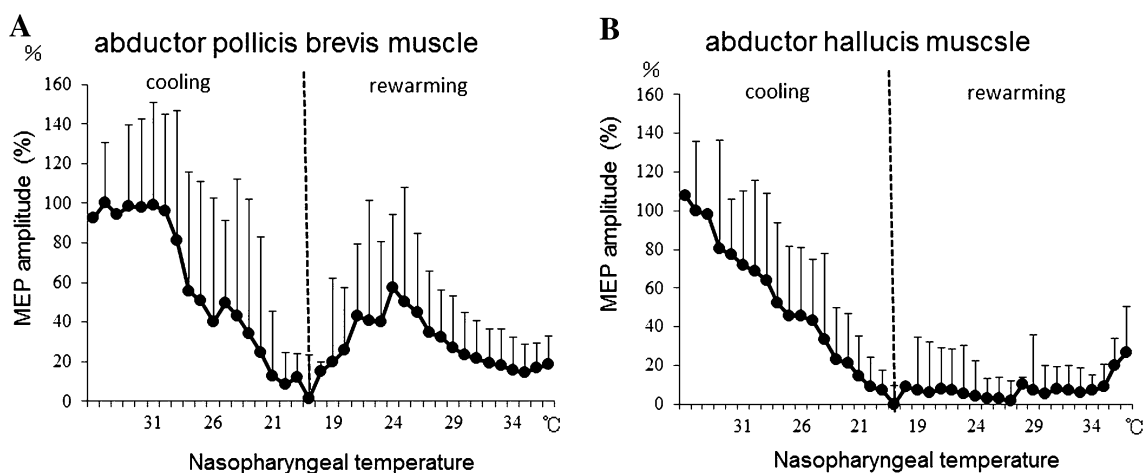 A
abductor pollicis brevis muscle
%
cooling
rewarming
160
140
120
100
80
60
40
20
0
MEP amplitude (%)
31 26 21 19 24 29 34 ℃
Nasopharyngeal temperature
B
abductor hallucis muscsle
%
cooling
rewarming
160
140
120
100
80
60
40
20
0
MEP amplitude (%)
31 26 21 19 24 29 34 ℃
Nasopharyngeal temperature